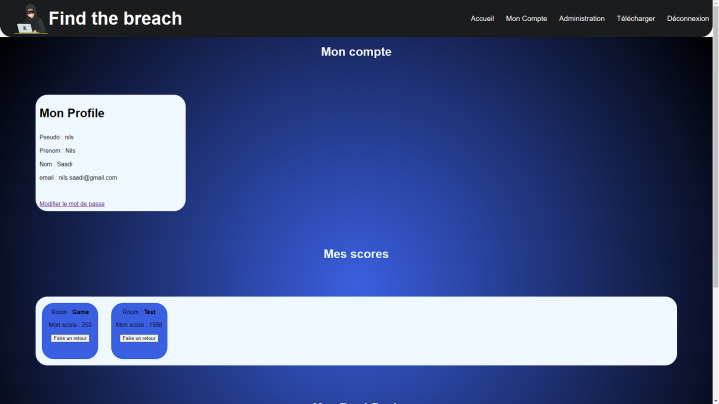 Find the breach
Accueil Mon Compte Administration Télécharger Déconnexion
Mon compte
Mon Profile
Pseudo : nils
Prenom : Nils
Nom : Saadi
email : nils.saadi@gmail.com
Modifier le mot de passe
Mes scores
Room : Game
Mon score : 250
Faire un retour
Room : Test
Mon score : 1550
Faire un retour